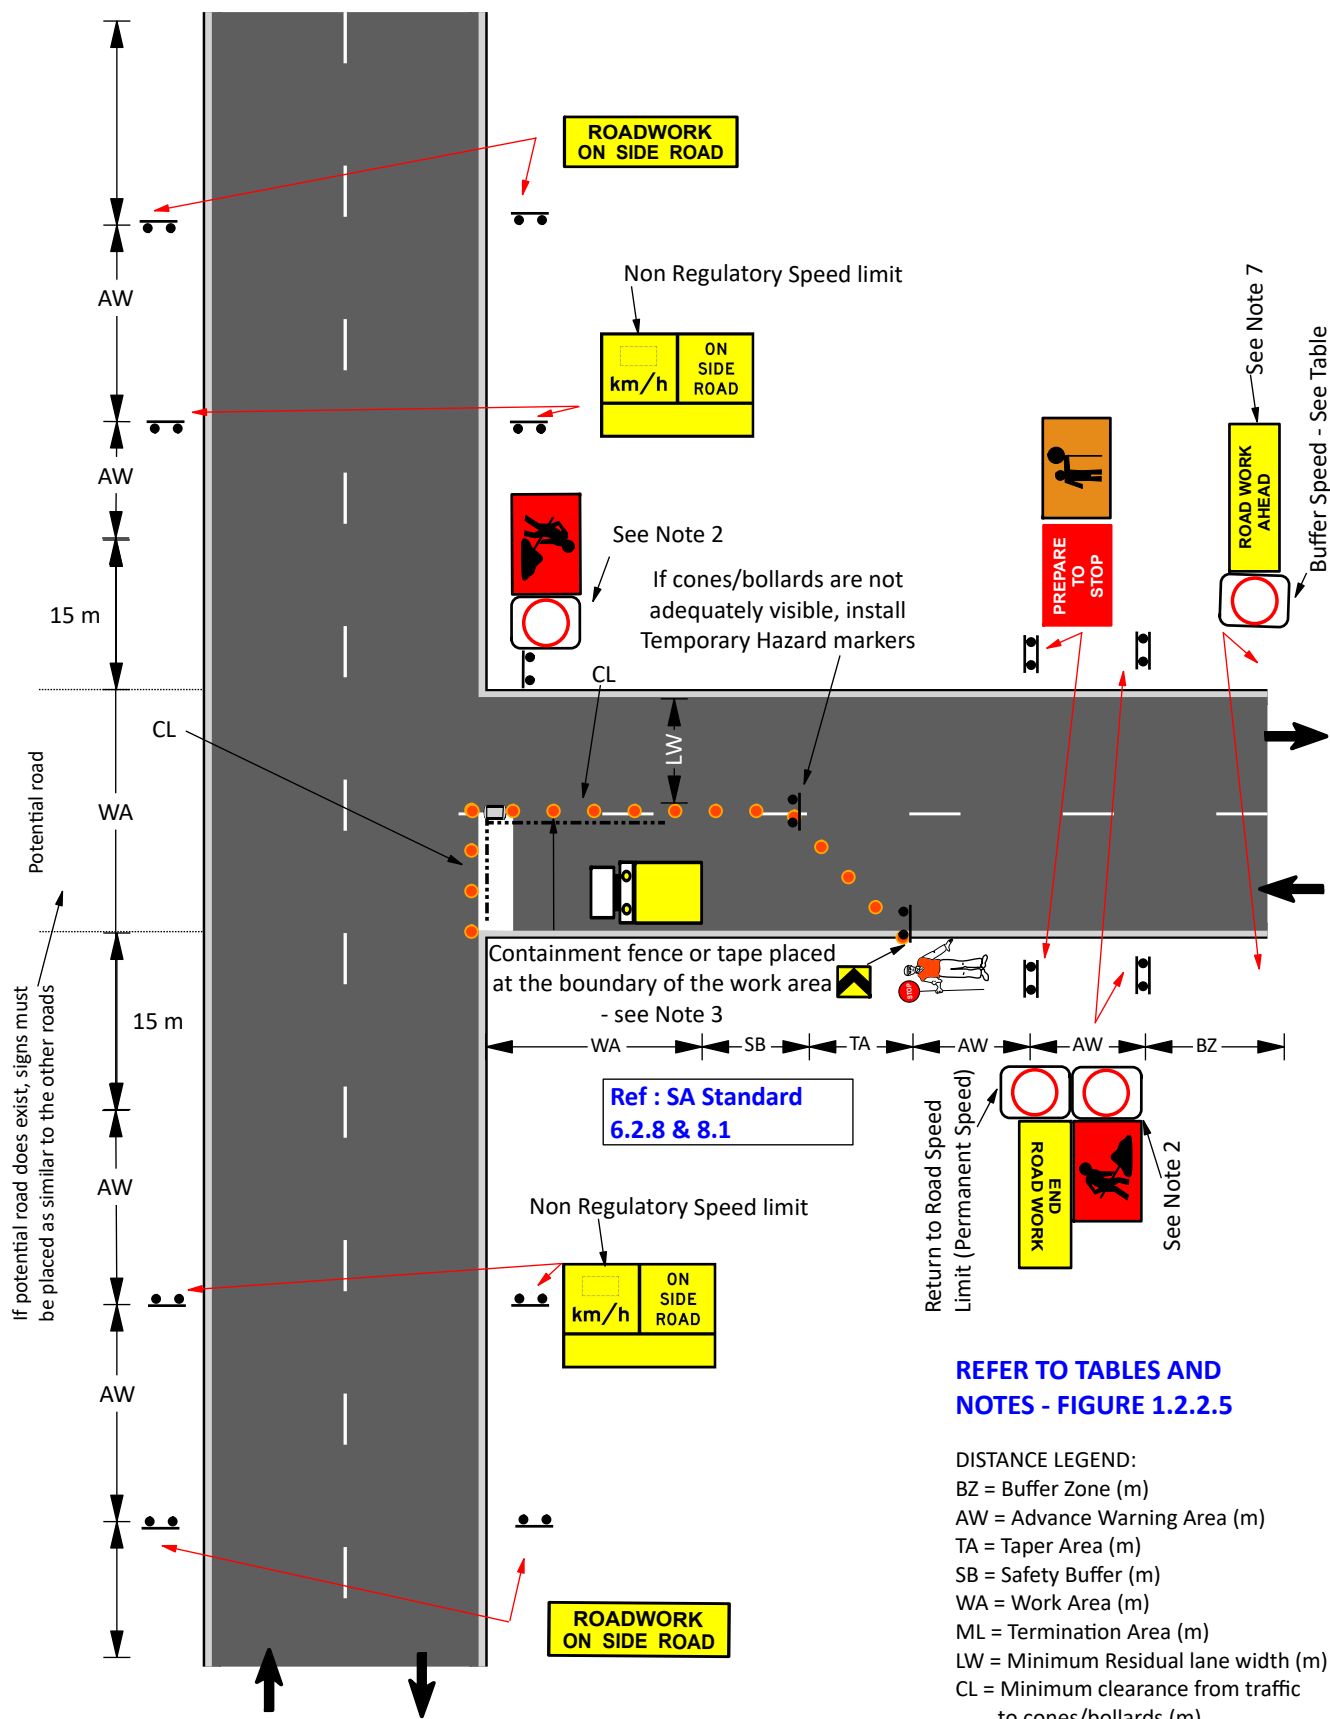 ROADWORK
ON SIDE ROAD
Non Regulatory Speed limit
ON
SIDE
ROAD
km/h
See Note 7
Buffer Speed - See Table
ROAD WORK
AHEAD
PREPARE
TO
STOP
AW
AW
15 m
See Note 2
If cones/bollards are not
adequately visible, install
Temporary Hazard markers
CL
CL
LW
WA
Potential road
If potential road does exist, signs must
be placed as similar to the other roads
Containment fence or tape placed
at the boundary of the work area
- see Note 3
STOP
15 m
WA
SB
TA
AW
AW
BZ
Ref : SA Standard
6.2.8 & 8.1
Return to Road Speed
Limit (Permanent Speed)
END
ROAD WORK
See Note 2
AW
Non Regulatory Speed limit
ON
SIDE
ROAD
km/h
AW
ROADWORK
ON SIDE ROAD
REFER TO TABLES AND
NOTES - FIGURE 1.2.2.5
DISTANCE LEGEND:
BZ = Buffer Zone (m)
AW = Advance Warning Area (m)
TA = Taper Area (m)
SB = Safety Buffer (m)
WA = Work Area (m)
ML = Termination Area (m)
LW = Minimum Residual lane width (m)
CL = Minimum clearance from traffic
to cones/bollards (m)